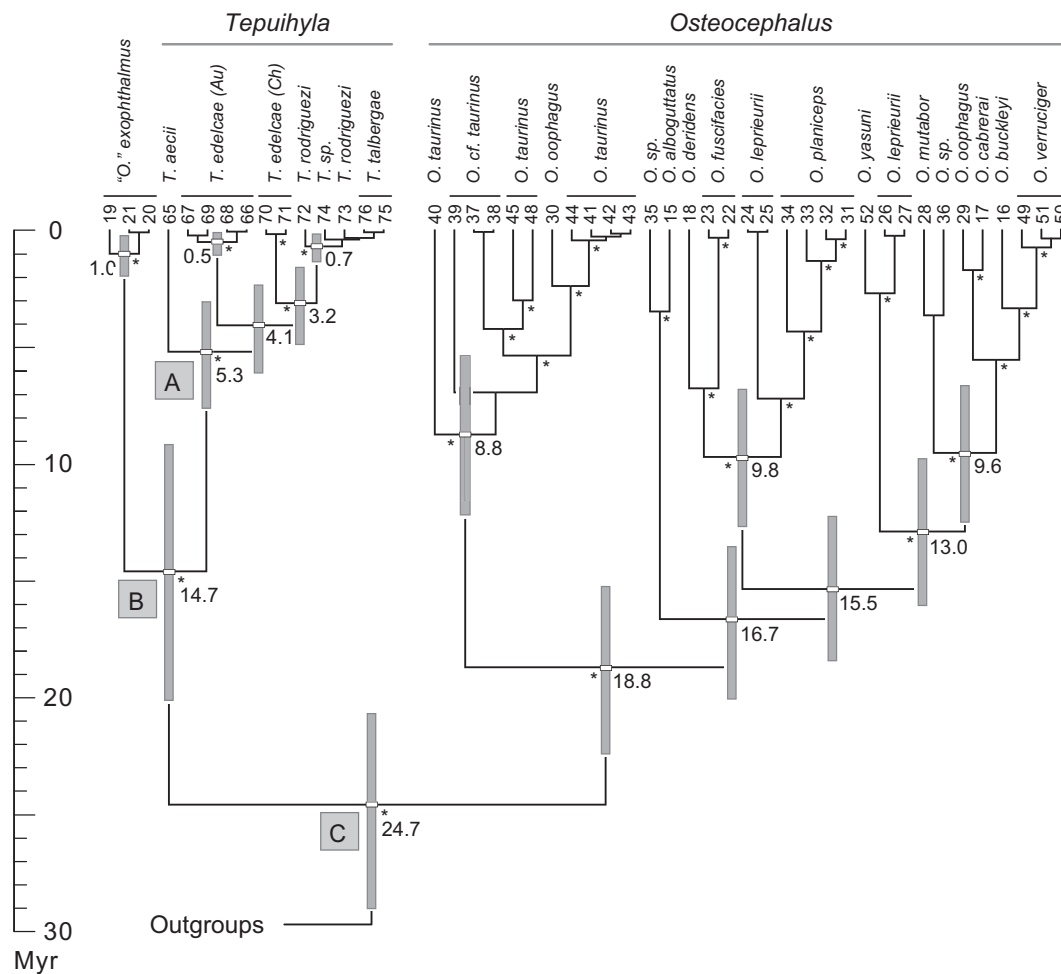 Tepuihyla
Osteocephalus
"O." exophthalmus
T. aecii
T. edelcae (Au)
T. edelcae (Ch)
T. rodriguezi
T. sp.
T. rodriguezi
T. talbergae
O. taurinus
O. cf. taurinus
O. taurinus
O. oophagus
O. taurinus
O. sp.
O. alboguttatus
O. deridens
O. fuscifacies
O. leprieurii
O. planiceps
O. yasuni
O. leprieurii
O. mutabor
O. sp.
O. oophagus
O. cabrerai
O. buckleyi
O. verruciger
19 21 20 65 67 69 68 66 70 71 72 74 73 76 75 40 39 37 38 45 48 30 44 41 42 43 35 15 18 23 22 24 25 34 33 32 31 52 26 27 28 36 29 17 16 49 51 50
0
1.0 * 0.5 * * * 0.7
* 3.2
4.1
A * 5.3
* 8.8
* 9.8
* 9.6
10
* 13.0
B * 14.7
15.5
16.7
* 18.8
20
C * 24.7
Outgroups
30
Myr